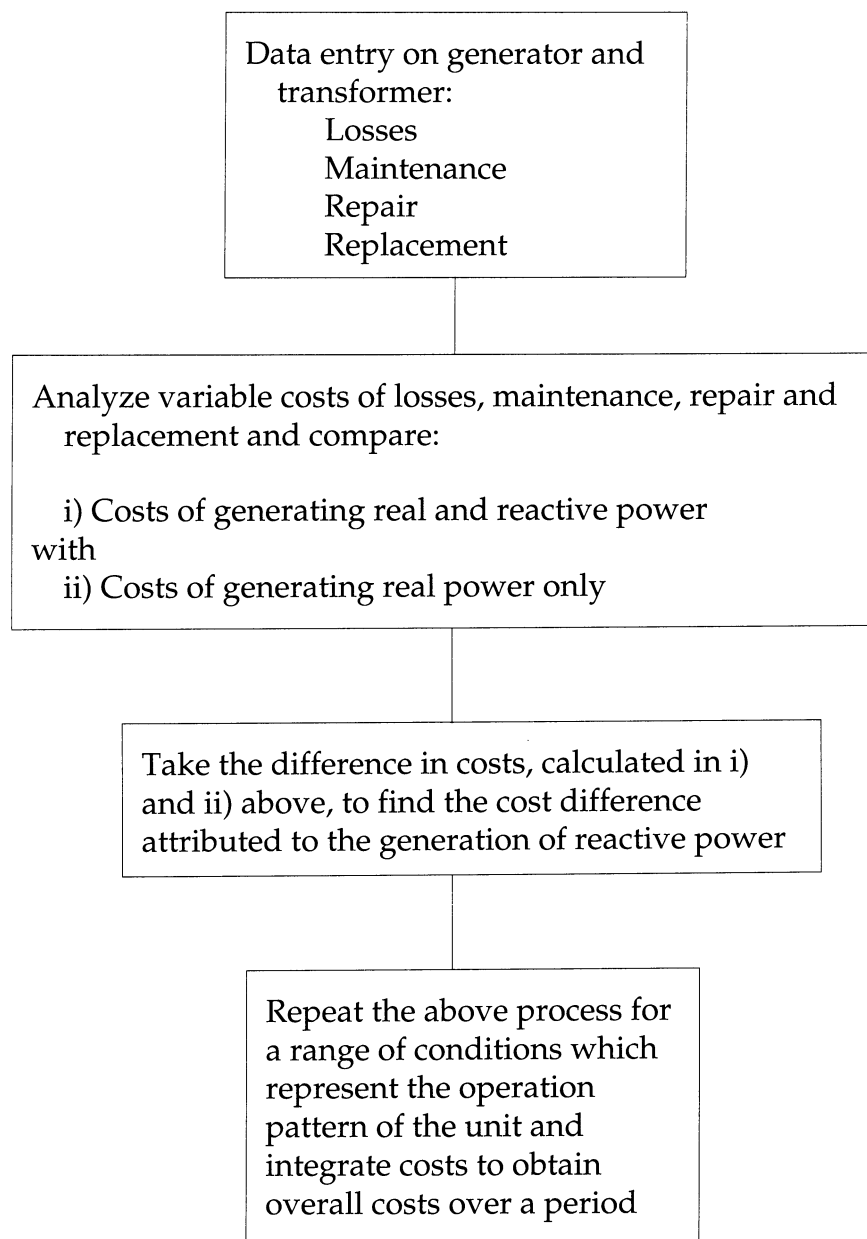 Data entry on generator and
transformer:
Losses
Maintenance
Repair
Replacement
Analyze variable costs of losses, maintenance, repair and
replacement and compare:
i) Costs of generating real and reactive power
with
ii) Costs of generating real power only
Take the difference in costs, calculated in i)
and ii) above, to find the cost difference
attributed to the generation of reactive power
Repeat the above process for
a range of conditions which
represent the operation
pattern of the unit and
integrate costs to obtain
overall costs over a period